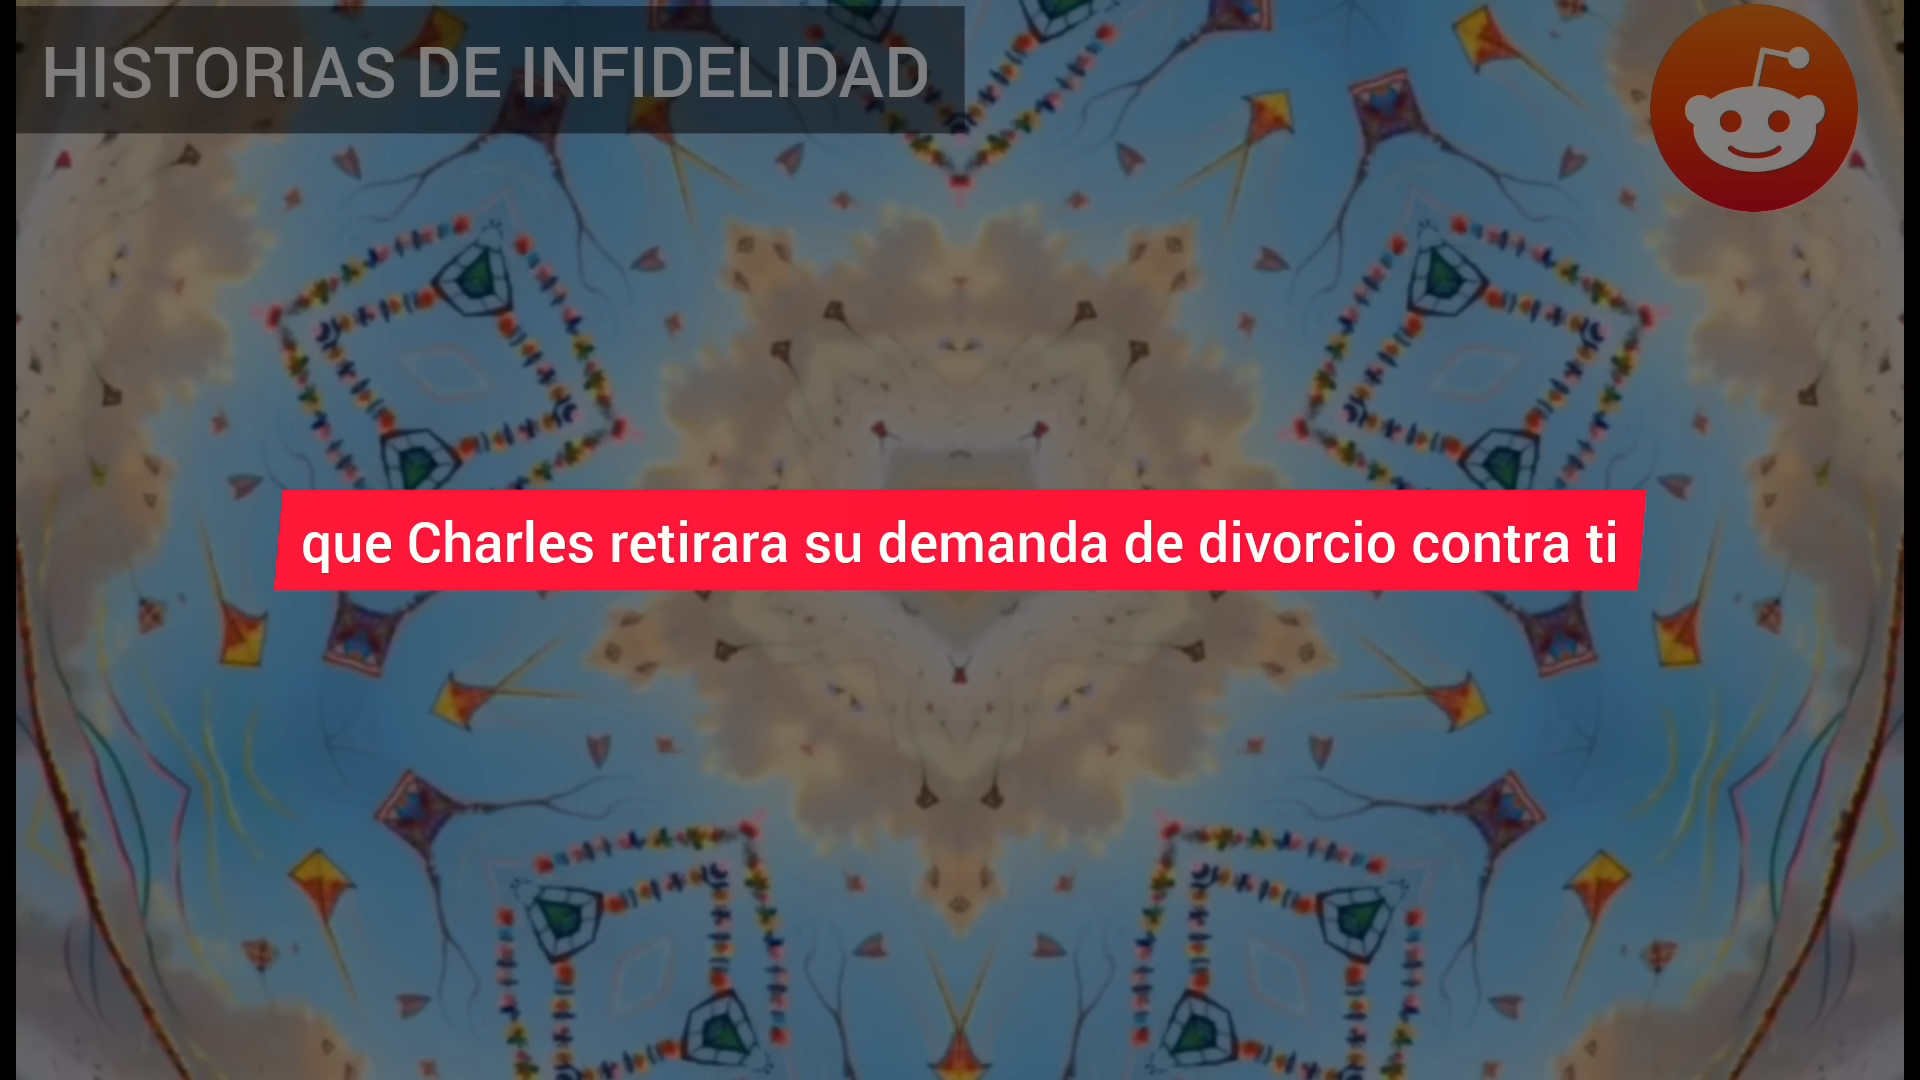 HISTORIAS DE INFIDELIDAD
que Charles retirara su demanda de divorcio contra ti